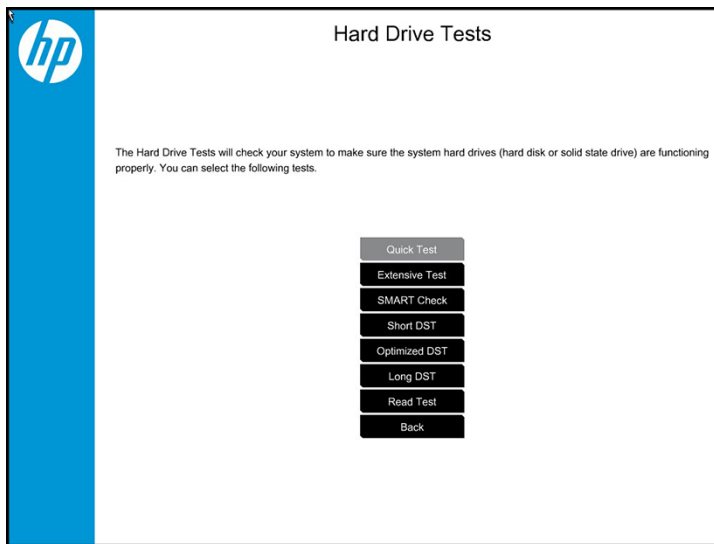 hp
Hard Drive Tests
The Hard Drive Tests will check your system to make sure the system hard drives (hard disk or solid state drive) are functioning
properly. You can select the following tests.
Quick Test
Extensive Test
SMART Check
Short DST
Optimized DST
Long DST
Read Test
Back